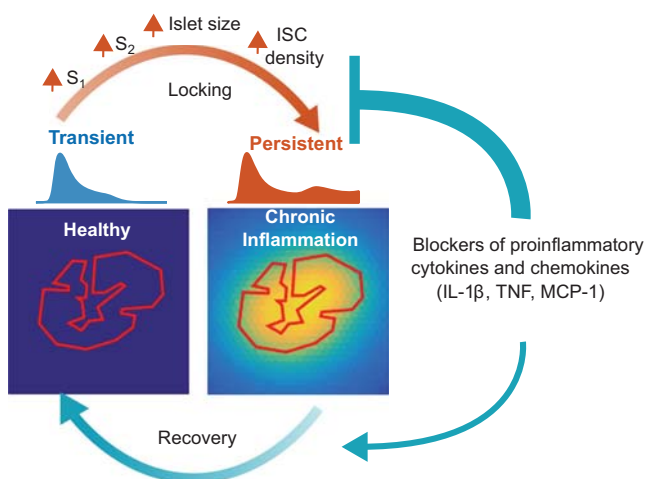 S1
S2
Islet size
ISC
density
Locking
Transient
Persistent
Healthy
Chronic
Inflammation
Blockers of proinflammatory
cytokines and chemokines
(IL-1β, TNF, MCP-1)
Recovery